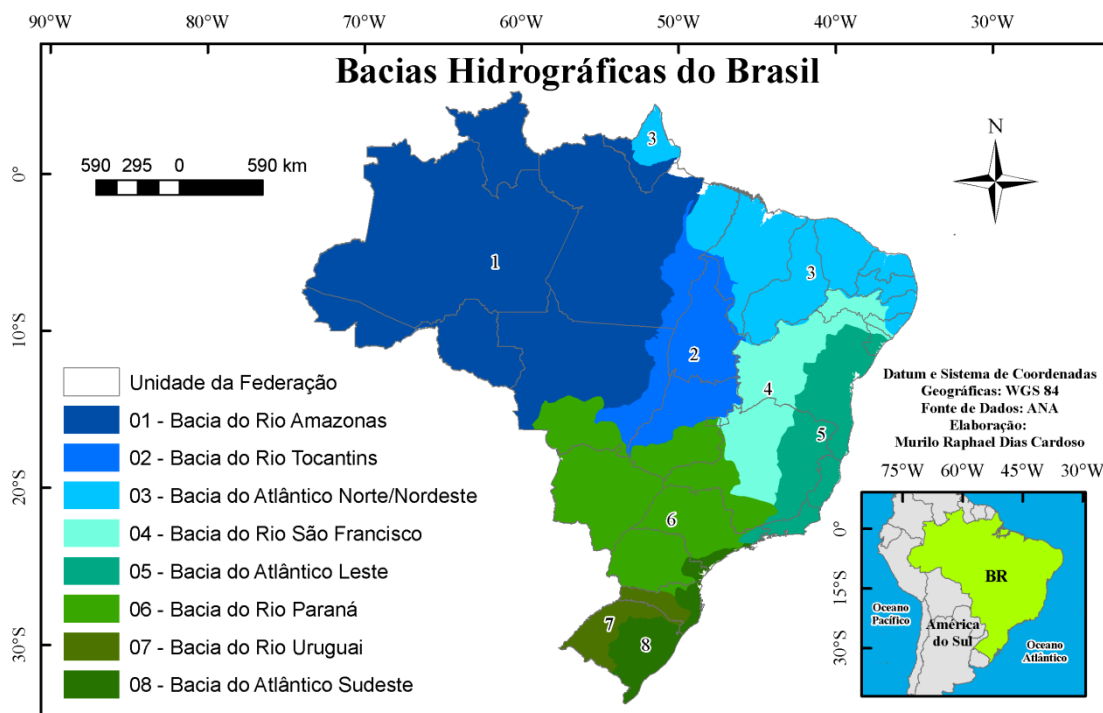 90°W 80°W 70°W 60°W 50°W 40°W 30°W
Bacias Hidrográficas do Brasil
590 295 0 590 km
N
0°
10°S
20°S
30°S
3
1
3
2
4
5
6
7
8
Unidade da Federação
01 - Bacia do Rio Amazonas
02 - Bacia do Rio Tocantins
03 - Bacia do Atlântico Norte/Nordeste
04 - Bacia do Rio São Francisco
05 - Bacia do Atlântico Leste
06 - Bacia do Rio Paraná
07 - Bacia do Rio Uruguai
08 - Bacia do Atlântico Sudeste
Datum e Sistema de Coordenadas
Geográficas: WGS 84
Fonte de Dados: ANA
Elaboração:
Murilo Raphael Dias Cardoso
75°W 60°W 45°W 30°W
0°
15°S
30°S
BR
Oceano
Pacífico
América
do Sul
Oceano
Atlântico